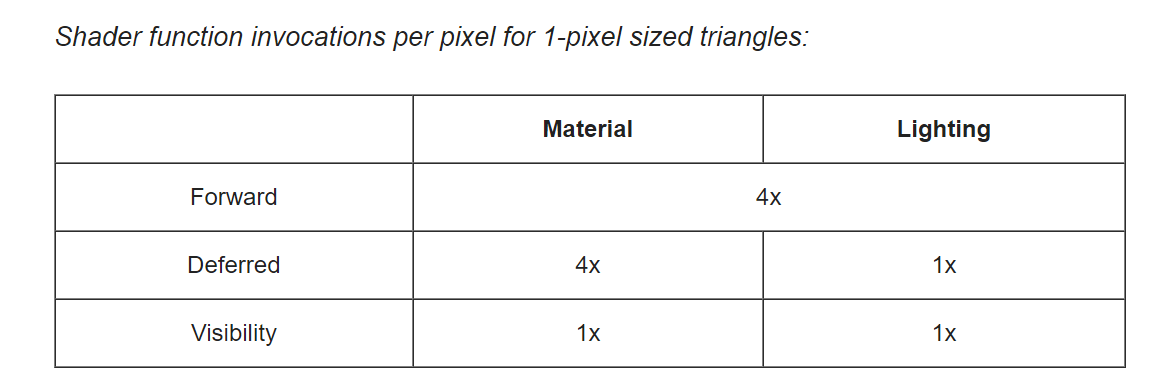 Shader function invocations per pixel for 1-pixel sized triangles:
Material Lighting
Forward 4x
Deferred 4x 1x
Visibility 1x 1x